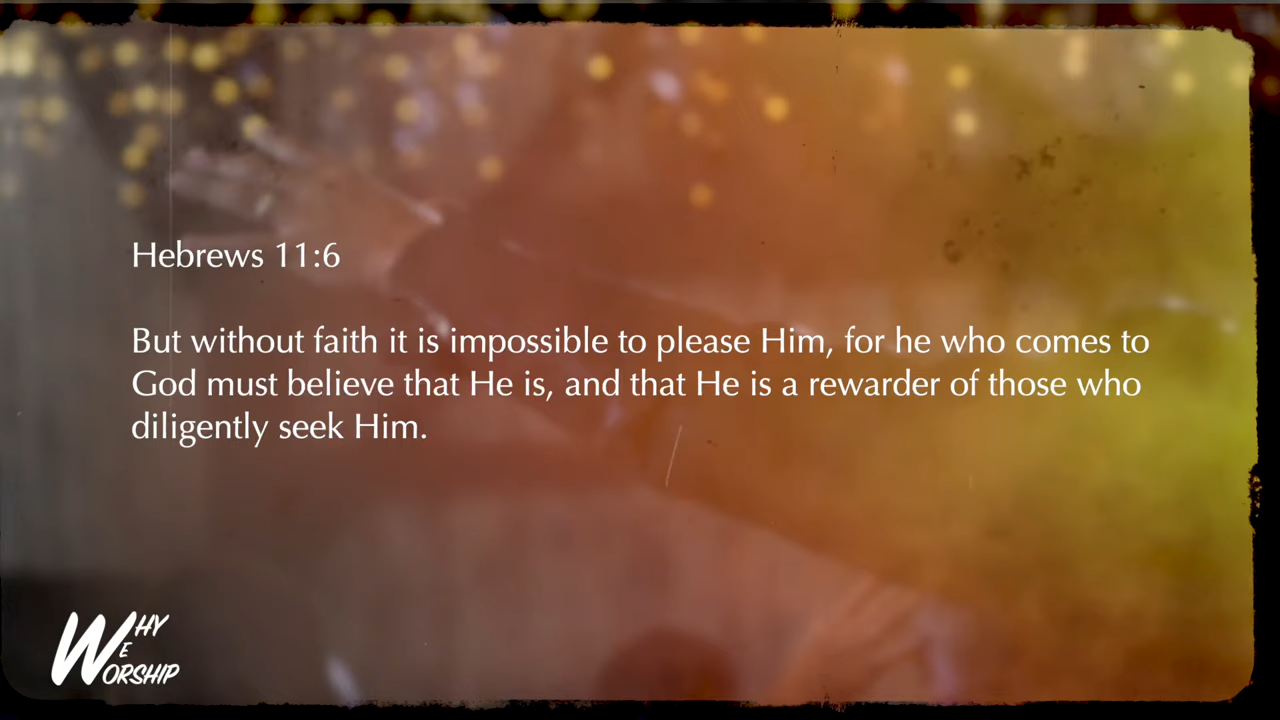 Hebrews 11:6
But without faith it is impossible to please Him, for he who comes to
God must believe that He is, and that He is a rewarder of those who
diligently seek Him.
WHY
WE
WORSHIP